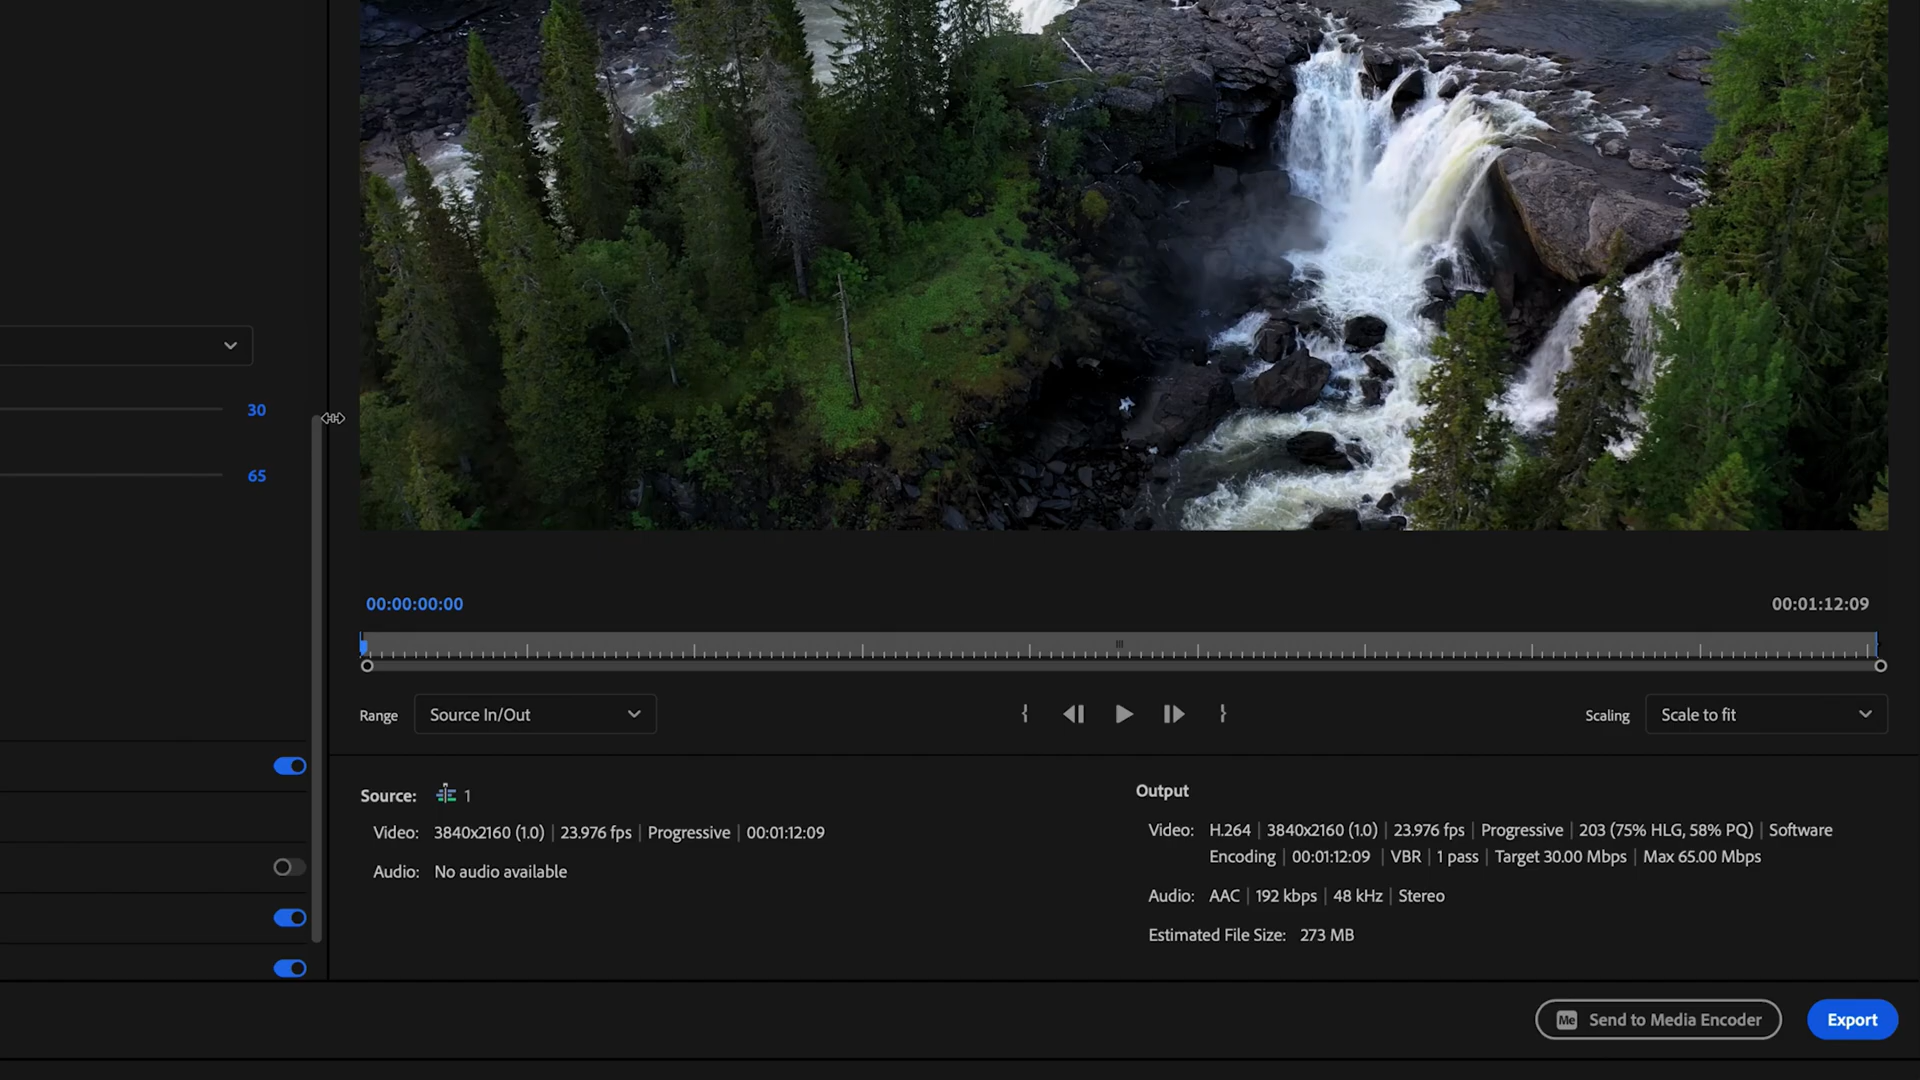 30
65
00:00:00:00
00:01:12:09
Range
Source In/Out
Scaling
Scale to fit
Source: 1
Video: 3840x2160 (1.0) | 23.976 fps | Progressive | 00:01:12:09
Audio: No audio available
Output
Video: H.264 | 3840x2160 (1.0) | 23.976 fps | Progressive | 203 (75% HLG, 58% PQ) | Software
Encoding | 00:01:12:09 | VBR | 1 pass | Target 30.00 Mbps | Max 65.00 Mbps
Audio: AAC | 192 kbps | 48 kHz | Stereo
Estimated File Size: 273 MB
Me Send to Media Encoder
Export